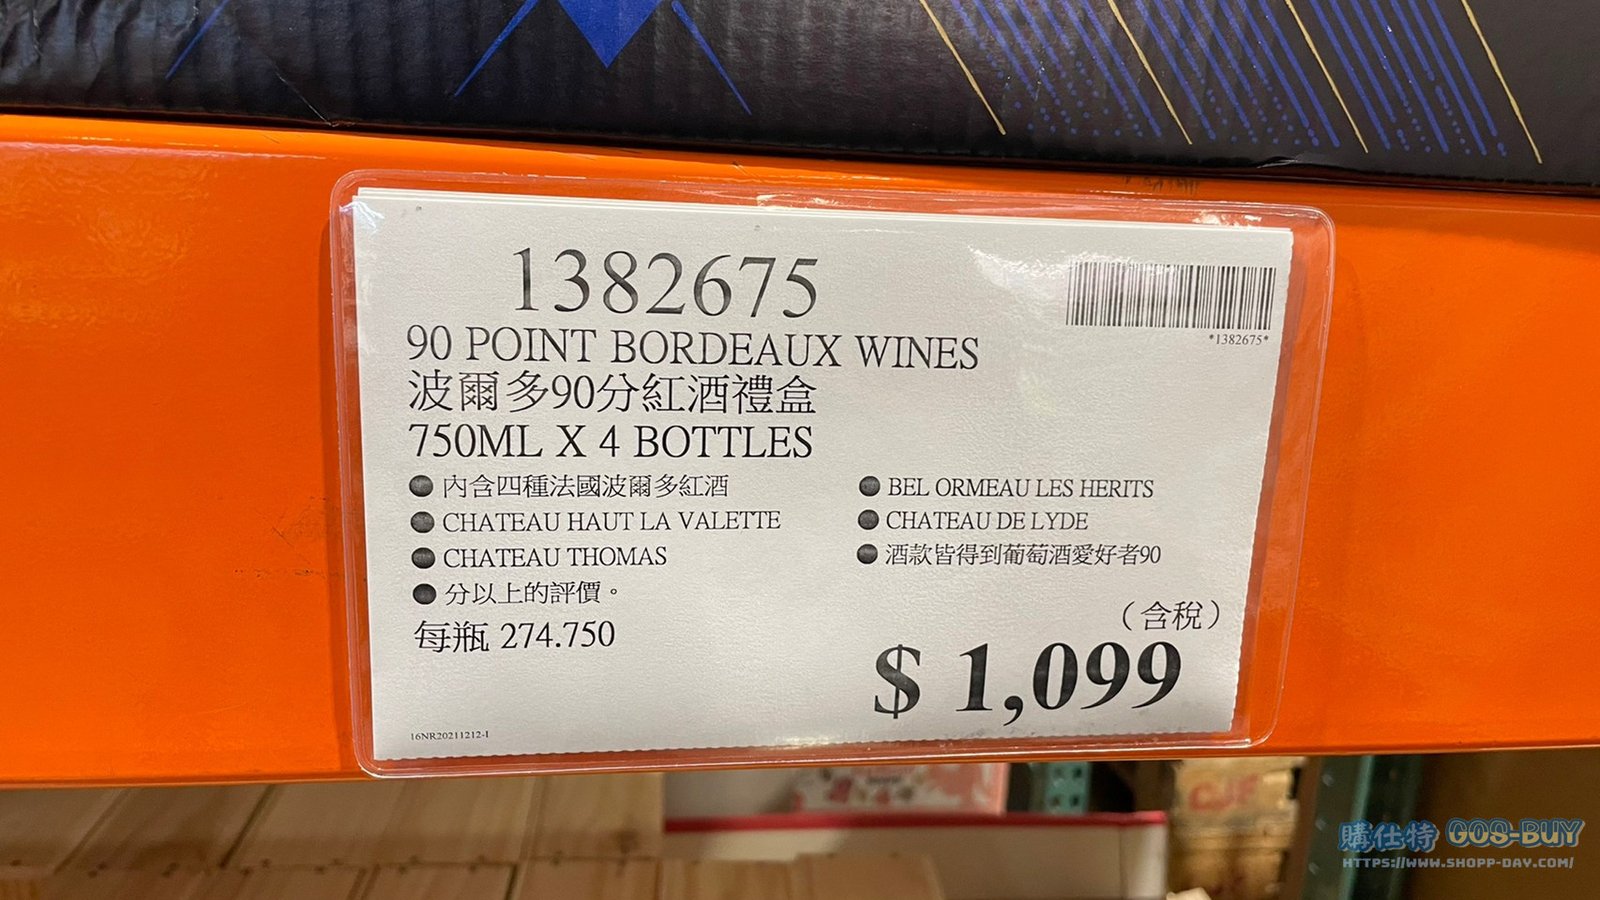 1382675
*1382675*
90 POINT BORDEAUX WINES
波爾多90分紅酒禮盒
750ML X 4 BOTTLES
●內含四種法國波爾多紅酒
●CHATEAU HAUT LA VALETTE
●CHATEAU THOMAS
●分以上的評價。
●BEL ORMEAU LES HERITS
●CHATEAU DE LYDE
●酒款皆得到葡萄酒愛好者90
每瓶 274.750
（含稅）
$ 1,099
16NR20211212-1
購仕特 GOS-BUY
HTTPS://WWW.SHOPP-DAY.COM/